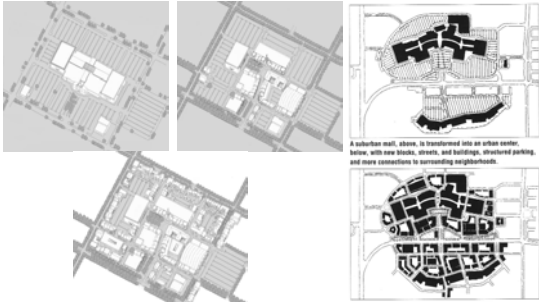 A suburban mall, above, is transformed into an urban center,
below, with new blocks, streets, and buildings, structured parking,
and more connections to surrounding neighborhoods.